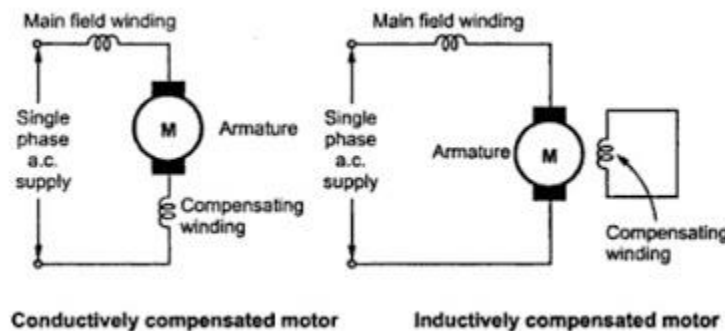 Main field winding
Single
phase
a.c.
supply
M
Armature
Compensating
winding
Conductively compensated motor
Main field winding
Single
phase
a.c.
supply
Armature
M
Compensating
winding
Inductively compensated motor